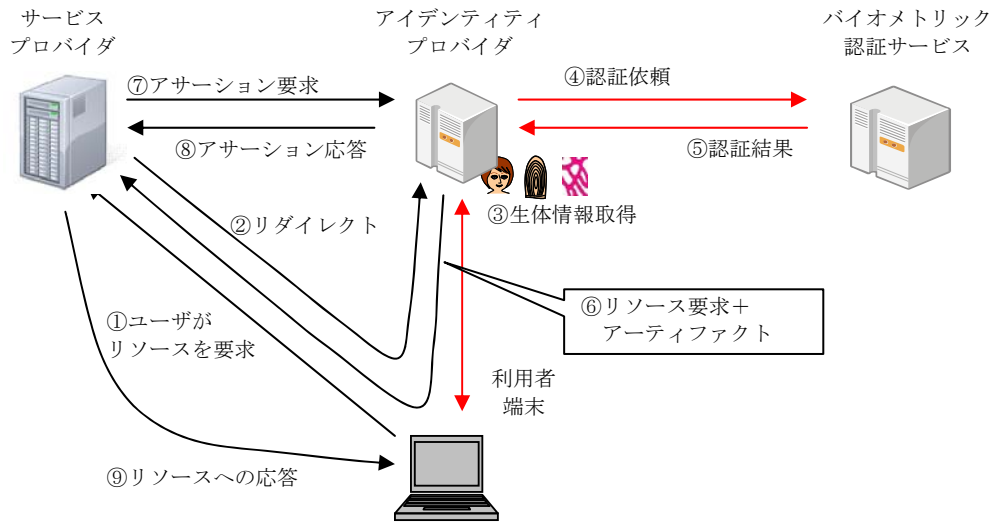 サービス
プロバイダ
アイデンティティ
プロバイダ
バイオメトリック
認証サービス
⑦アサーション要求
④認証依頼
⑧アサーション応答
⑤認証結果
③生体情報取得
②リダイレクト
⑥リソース要求＋
アーティファクト
①ユーザが
リソースを要求
利用者
端末
⑨リソースへの応答